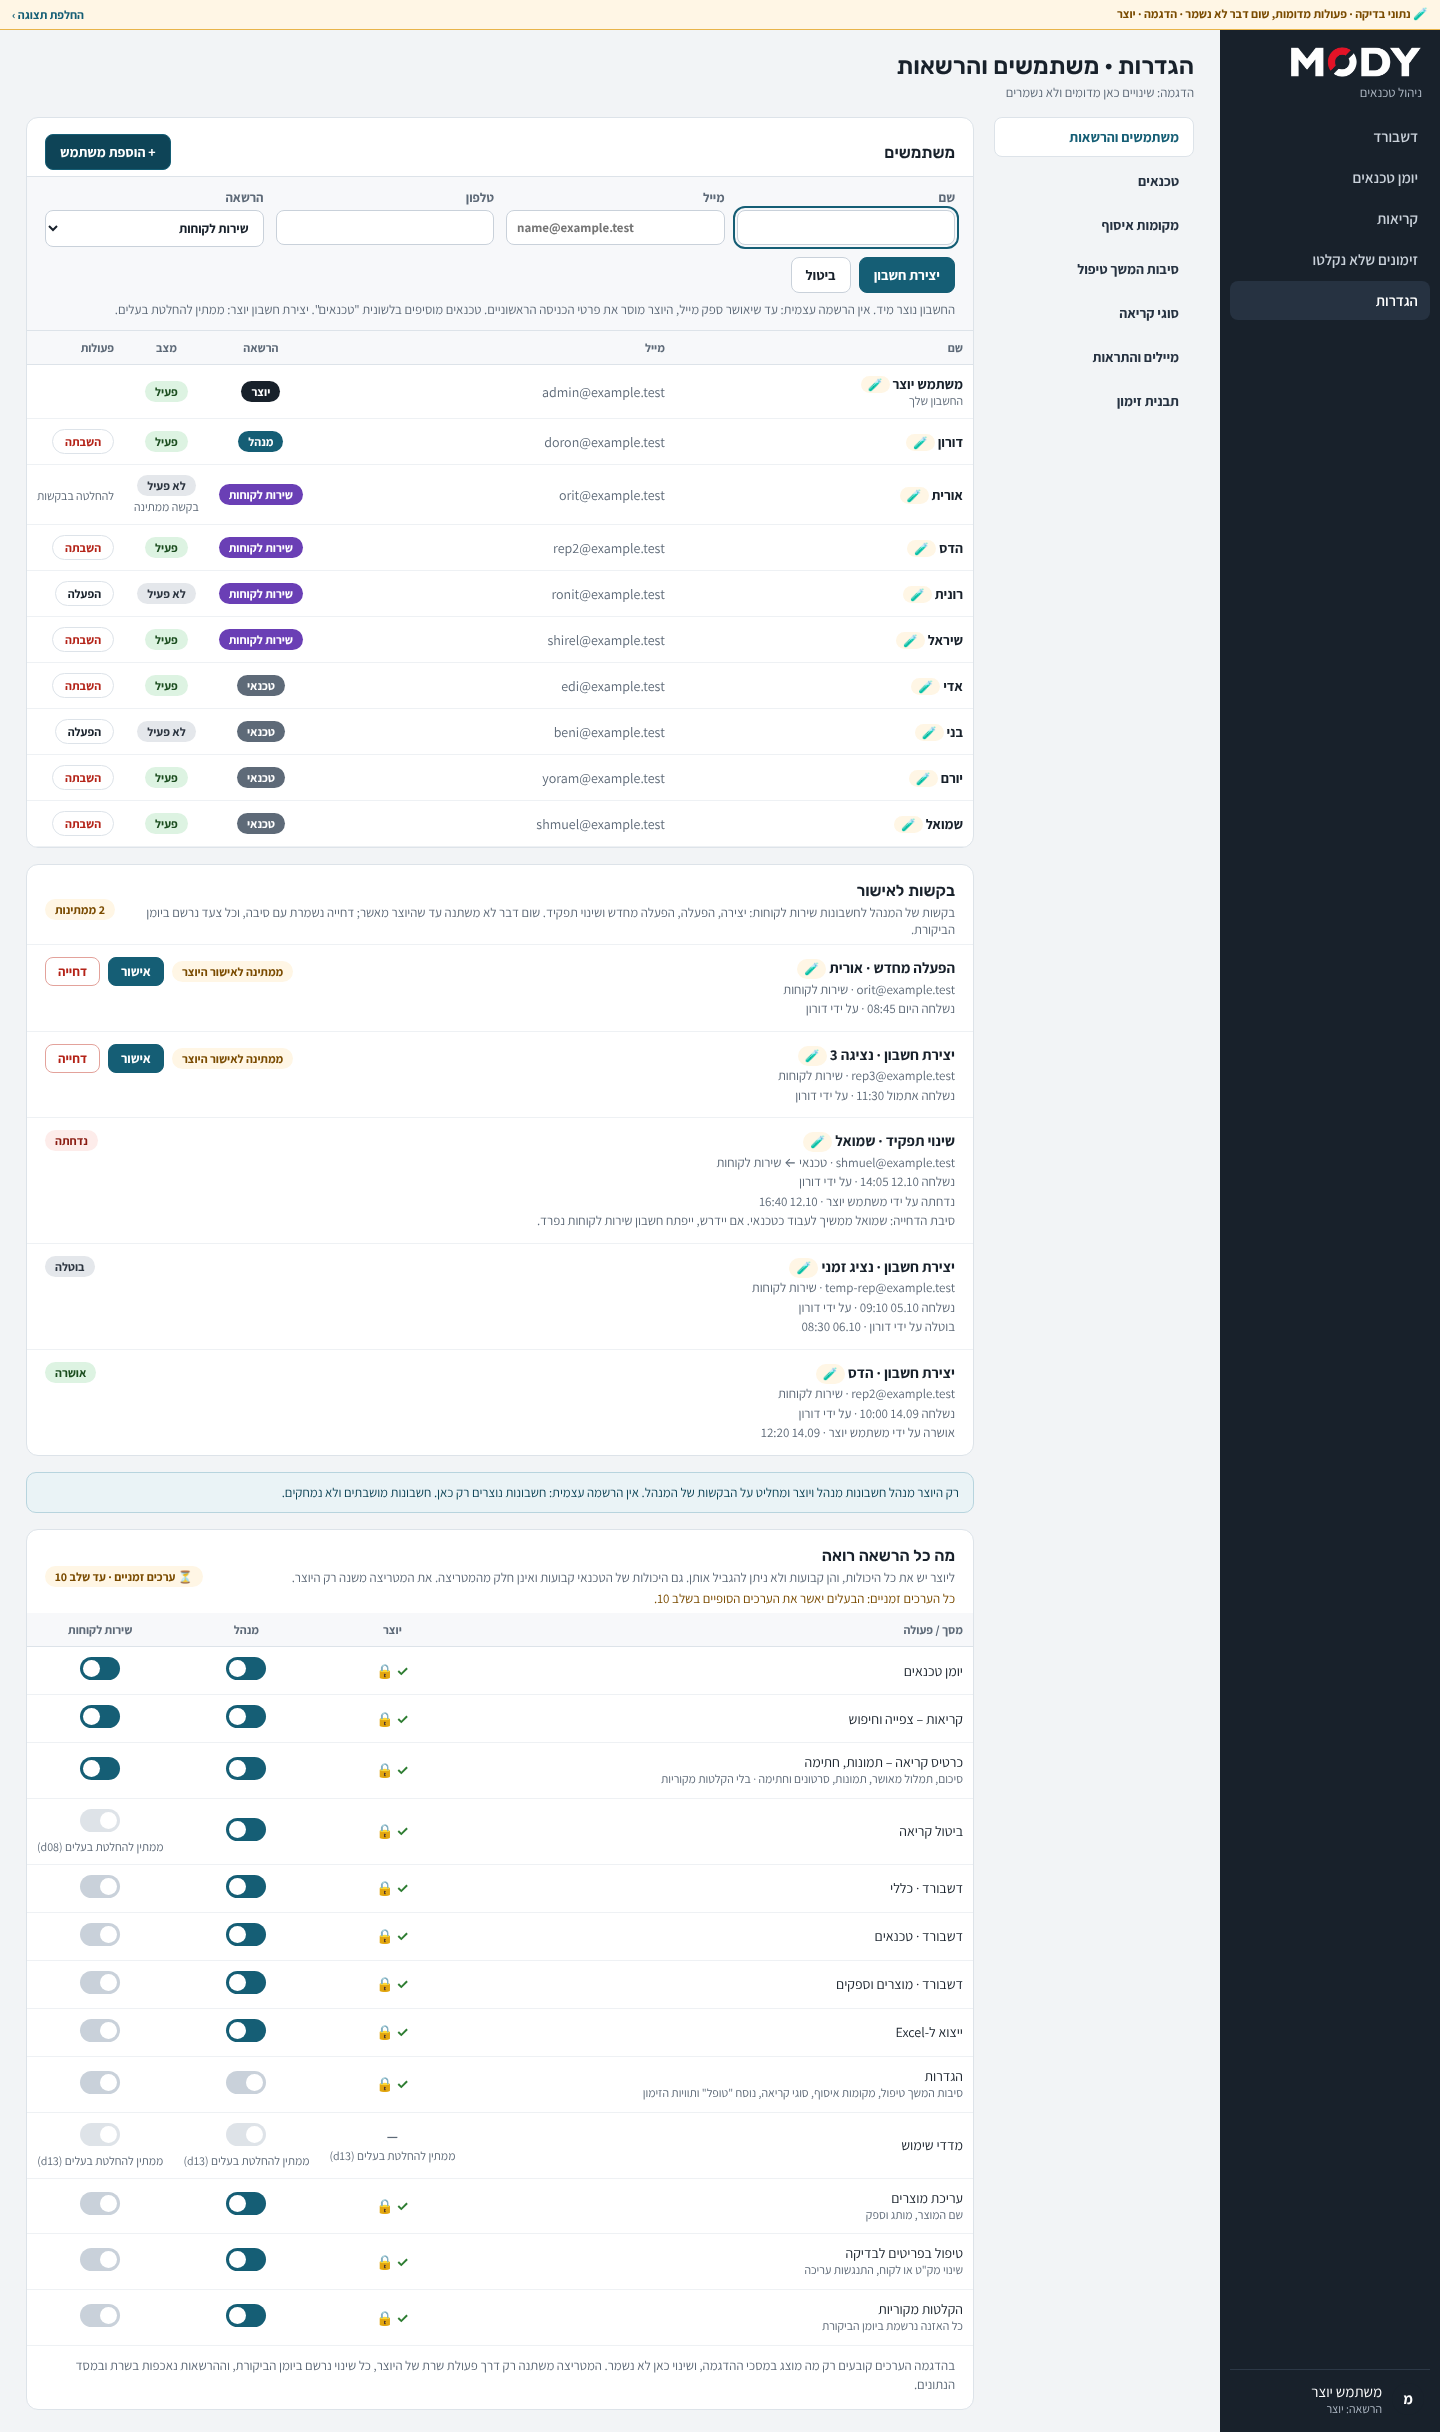 נתוני בדיקה · פעולות מדומות, שום דבר לא נשמר · הדגמה · יוצר
החלפת תצוגה ›
MODY
ניהול טכנאים
דשבורד
יומן טכנאים
קריאות
זימונים שלא נקלטו
הגדרות
הגדרות • משתמשים והרשאות
הדגמה: שינויים כאן מדומים ולא נשמרים
משתמשים והרשאות
טכנאים
מקומות איסוף
סיבות המשך טיפול
סוגי קריאה
מיילים והתראות
תבנית זימון
משתמשים
+ הוספת משתמש
שם
מייל
טלפון
הרשאה
name@example.test
שירות לקוחות
יצירת חשבון
ביטול
החשבון נוצר מיד. אין הרשמה עצמית: עד שיאושר ספק מייל, היוצר מוסר את פרטי הכניסה הראשוניים. טכנאים מוסיפים בלשונית "טכנאים". יצירת חשבון יוצר: ממתין להחלטת בעלים.
שם מייל הרשאה מצב פעולות
משתמש יוצר admin@example.test יוצר פעיל
החשבון שלך
דורון doron@example.test מנהל פעיל השבתה
אורית orit@example.test שירות לקוחות לא פעיל להחלטה בבקשות
בקשה ממתינה
הדס rep2@example.test שירות לקוחות פעיל השבתה
רונית ronit@example.test שירות לקוחות לא פעיל הפעלה
שיראל shirel@example.test שירות לקוחות פעיל השבתה
אדי edi@example.test טכנאי פעיל השבתה
בני beni@example.test טכנאי לא פעיל הפעלה
יורם yoram@example.test טכנאי פעיל השבתה
שמואל shmuel@example.test טכנאי פעיל השבתה
בקשות לאישור
2 ממתינות
בקשות של המנהל לחשבונות שירות לקוחות: יצירה, הפעלה, הפעלה מחדש ושינוי תפקיד. שום דבר לא משתנה עד שהיוצר מאשר; דחייה נשמרת עם סיבה, וכל צעד נרשם ביומן
הביקורת.
הפעלה מחדש · אורית
ממתינה לאישור היוצר אישור דחייה
orit@example.test · שירות לקוחות
נשלחה היום 08:45 · על ידי דורון
יצירת חשבון · נציגה 3
ממתינה לאישור היוצר אישור דחייה
rep3@example.test · שירות לקוחות
נשלחה אתמול 11:30 · על ידי דורון
שינוי תפקיד · שמואל
נדחתה
shmuel@example.test · טכנאי ← שירות לקוחות
נשלחה 12.10 14:05 · על ידי דורון
נדחתה על ידי משתמש יוצר · 12.10 16:40
סיבת הדחייה: שמואל ממשיך לעבוד כטכנאי. אם יידרש, ייפתח חשבון שירות לקוחות נפרד.
יצירת חשבון · נציג זמני
בוטלה
temp-rep@example.test · שירות לקוחות
נשלחה 05.10 09:10 · על ידי דורון
בוטלה על ידי דורון · 06.10 08:30
יצירת חשבון · הדס
אושרה
rep2@example.test · שירות לקוחות
נשלחה 14.09 10:00 · על ידי דורון
אושרה על ידי משתמש יוצר · 14.09 12:20
רק היוצר מנהל חשבונות מנהל ויוצר ומחליט על הבקשות של המנהל. אין הרשמה עצמית: חשבונות נוצרים רק כאן. חשבונות מושבתים ולא נמחקים.
מה כל הרשאה רואה
ערכים זמניים · עד שלב 10
ליוצר יש את כל היכולות, והן קבועות ולא ניתן להגביל אותן. גם היכולות של הטכנאי קבועות ואינן חלק מהמטריצה. את המטריצה משנה רק היוצר.
כל הערכים זמניים: הבעלים יאשר את הערכים הסופיים בשלב 10.
מסך / פעולה יוצר מנהל שירות לקוחות
יומן טכנאים ✓
קריאות – צפייה וחיפוש ✓
כרטיס קריאה – תמונות, חתימה ✓
סיכום, תמלול מאושר, תמונות, סרטונים וחתימה · בלי הקלטות מקוריות
ביטול קריאה ✓
ממתין להחלטת בעלים (d08)
דשבורד · כללי ✓
דשבורד · טכנאים ✓
דשבורד · מוצרים וספקים ✓
ייצוא ל-Excel ✓
הגדרות ✓
סיבות המשך טיפול, מקומות איסוף, סוגי קריאה, נוסח "טופל" ותוויות הזימון
מדדי שימוש —
ממתין להחלטת בעלים (d13) ממתין להחלטת בעלים (d13) ממתין להחלטת בעלים (d13)
עריכת מוצרים ✓
שם המוצר, מותג וספק
טיפול בפריטים לבדיקה ✓
שינוי מק"ט או לקוח, התנגשות עריכה
הקלטות מקוריות ✓
כל האזנה נרשמת ביומן הביקורת
בהדגמה הערכים קובעים רק מה מוצג במסכי ההדגמה, ושינוי כאן לא נשמר. המטריצה משתנה רק דרך פעולת שרת של היוצר, כל שינוי נרשם ביומן הביקורת, וההרשאות נאכפות בשרת ובמסד
הנתונים.
מ
משתמש יוצר
הרשאה: יוצר